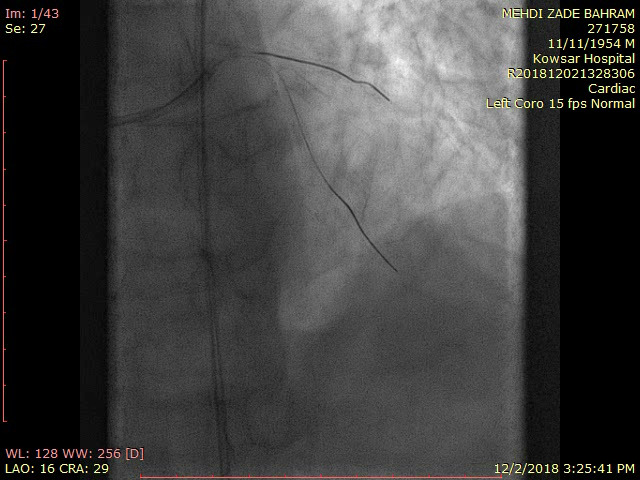 Im: 1/43
Se: 27
MEHDI ZADE BAHRAM
271758
11/11/1954 M
Kowsar Hospital
R201812021328306
Cardiac
Left Coro 15 fps Normal
WL: 128 WW: 256 [D]
LAO: 16 CRA: 29
12/2/2018 3:25:41 PM